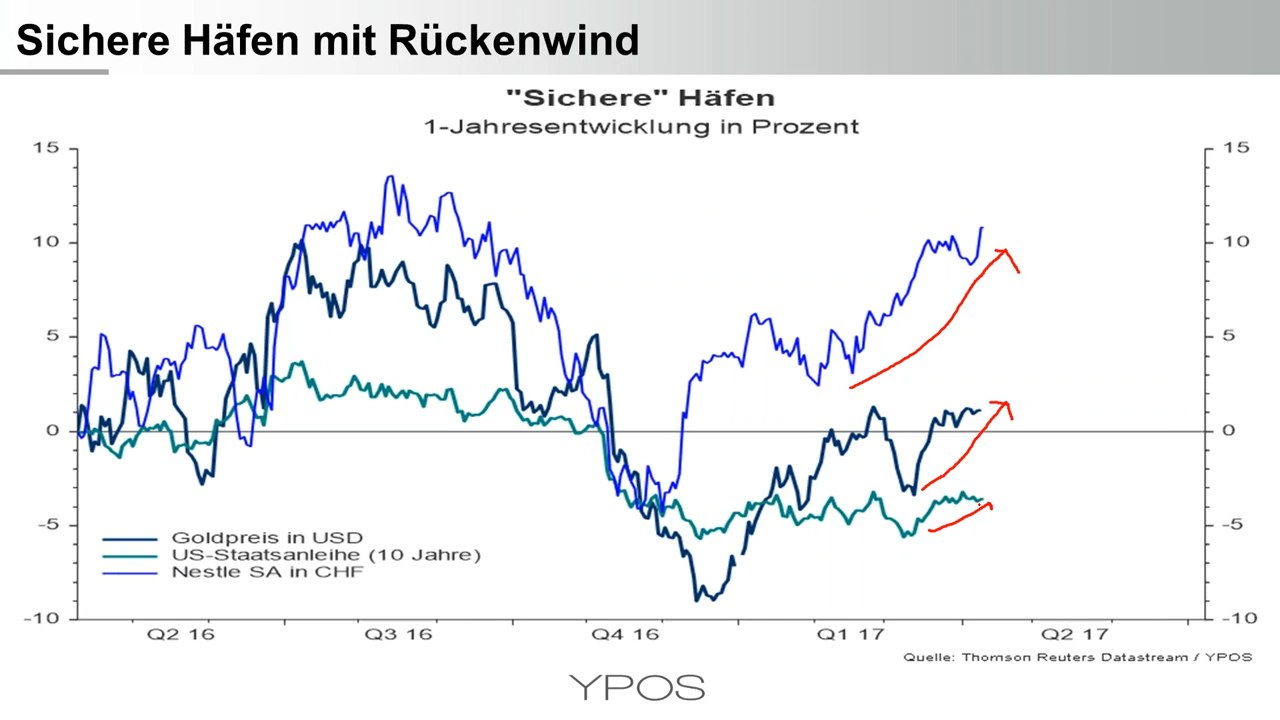 Sichere Häfen mit Rückenwind
"Sichere" Häfen
1-Jahresentwicklung in Prozent
15 15
10 10
5 5
0 0
-5 -5
-10 -10
Goldpreis in USD
US-Staatsanleihe (10 Jahre)
Nestle SA in CHF
Q2 16 Q3 16 Q4 16 Q1 17 Q2 17
Quelle: Thomson Reuters Datastream / YPOS
YPOS